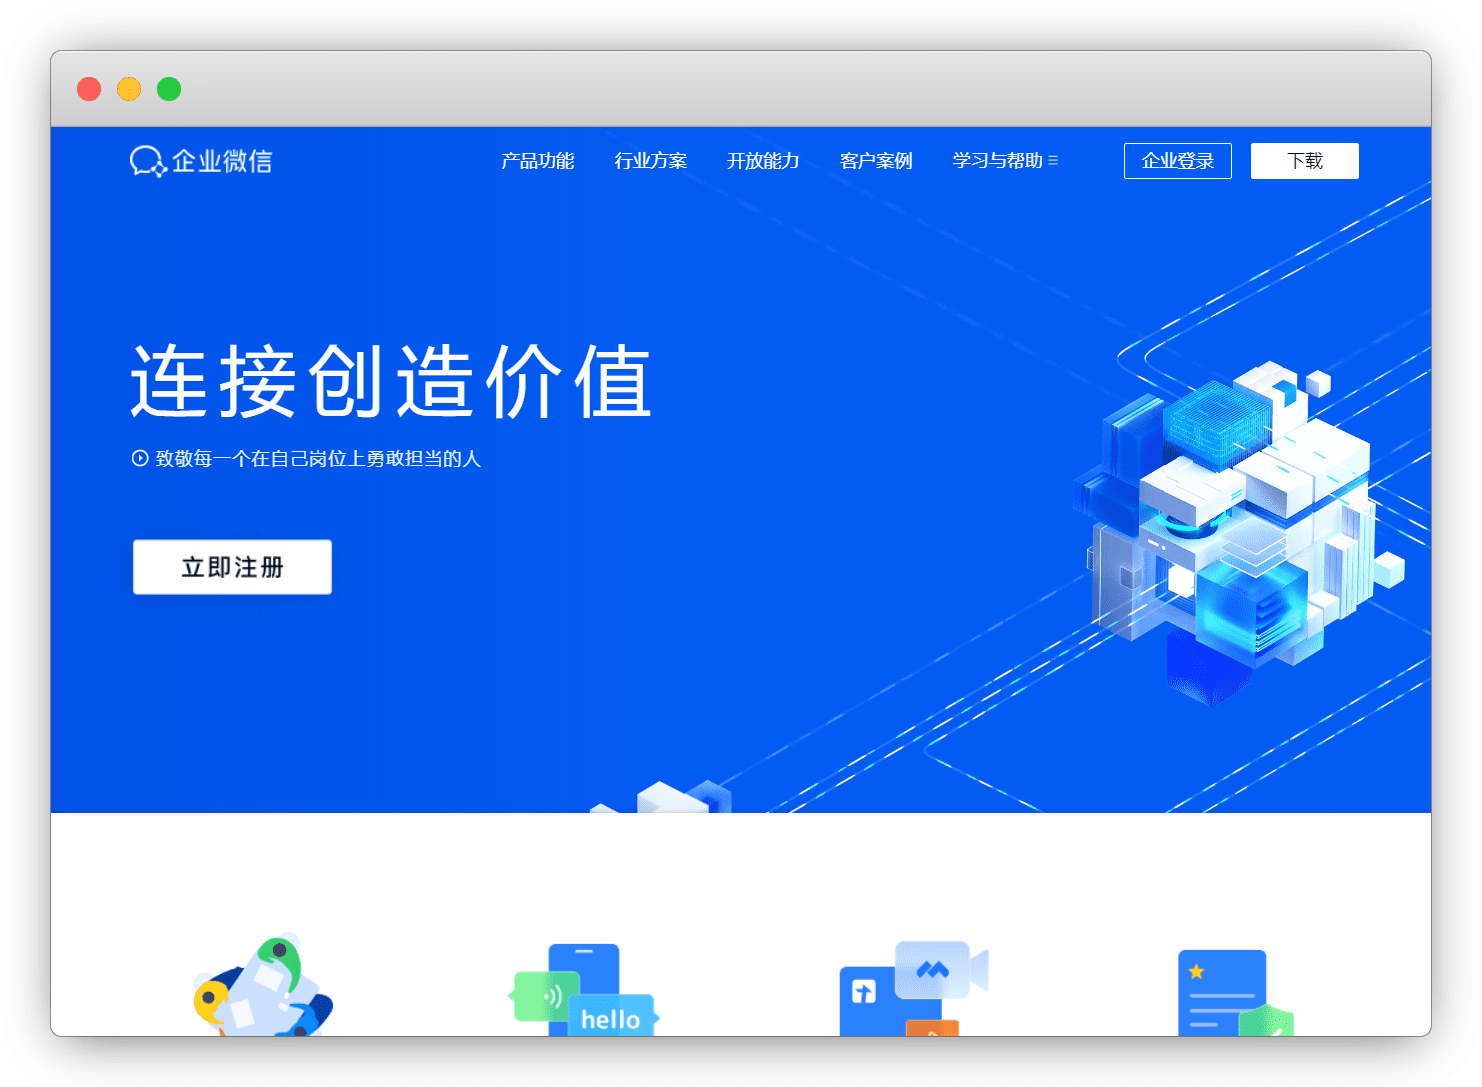 企业微信
产品功能 行业方案 开放能力 客户案例 学习与帮助 企业登录 下载
连接创造价值
致敬每一个在自己岗位上勇敢担当的人
立即注册
hello